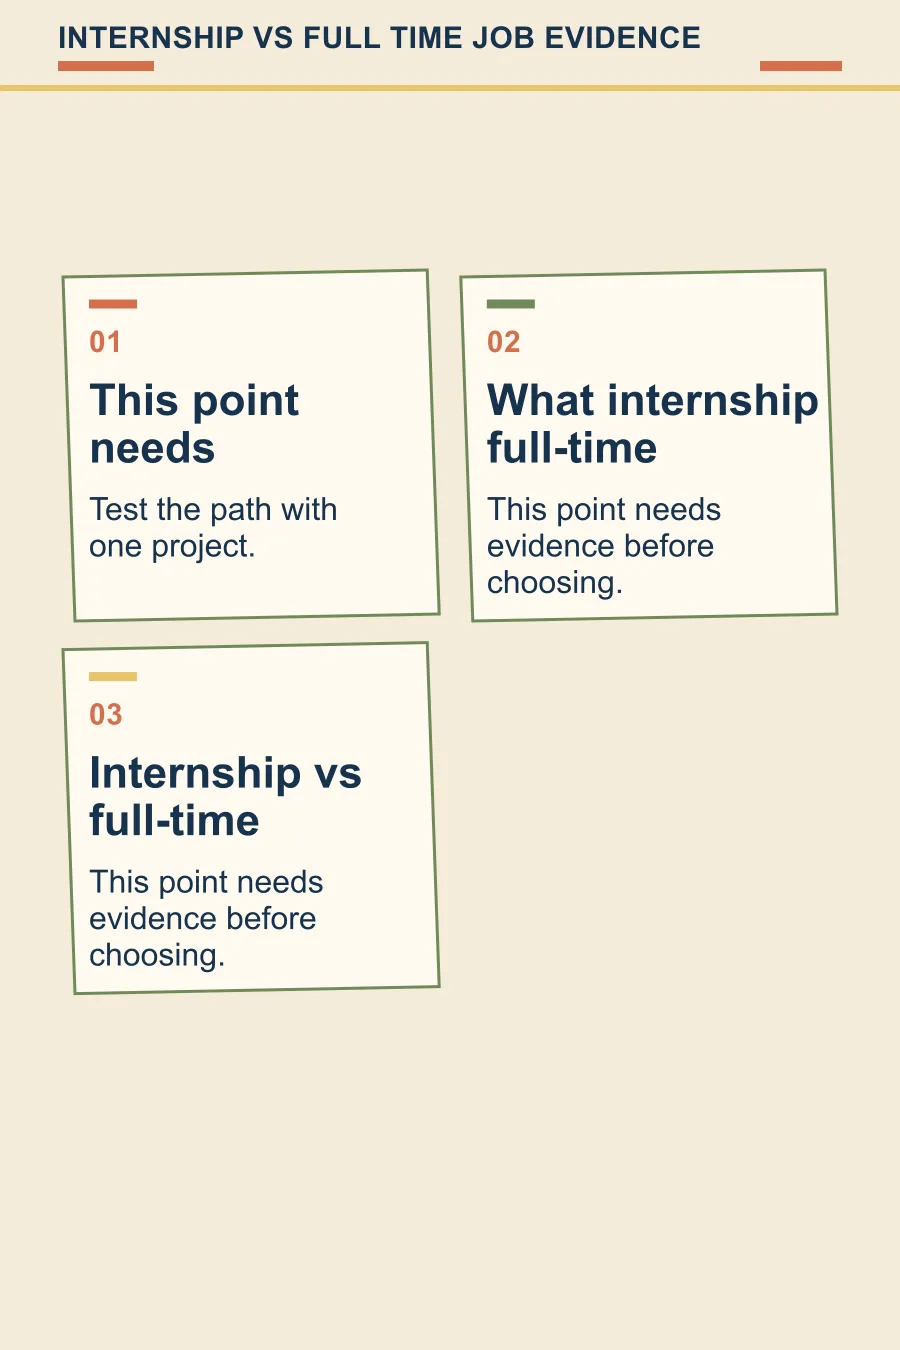 INTERNSHIP VS FULL TIME JOB EVIDENCE
01
This point
needs
Test the path with
one project.
02
What internship
full-time
This point needs
evidence before
choosing.
03
Internship vs
full-time
This point needs
evidence before
choosing.